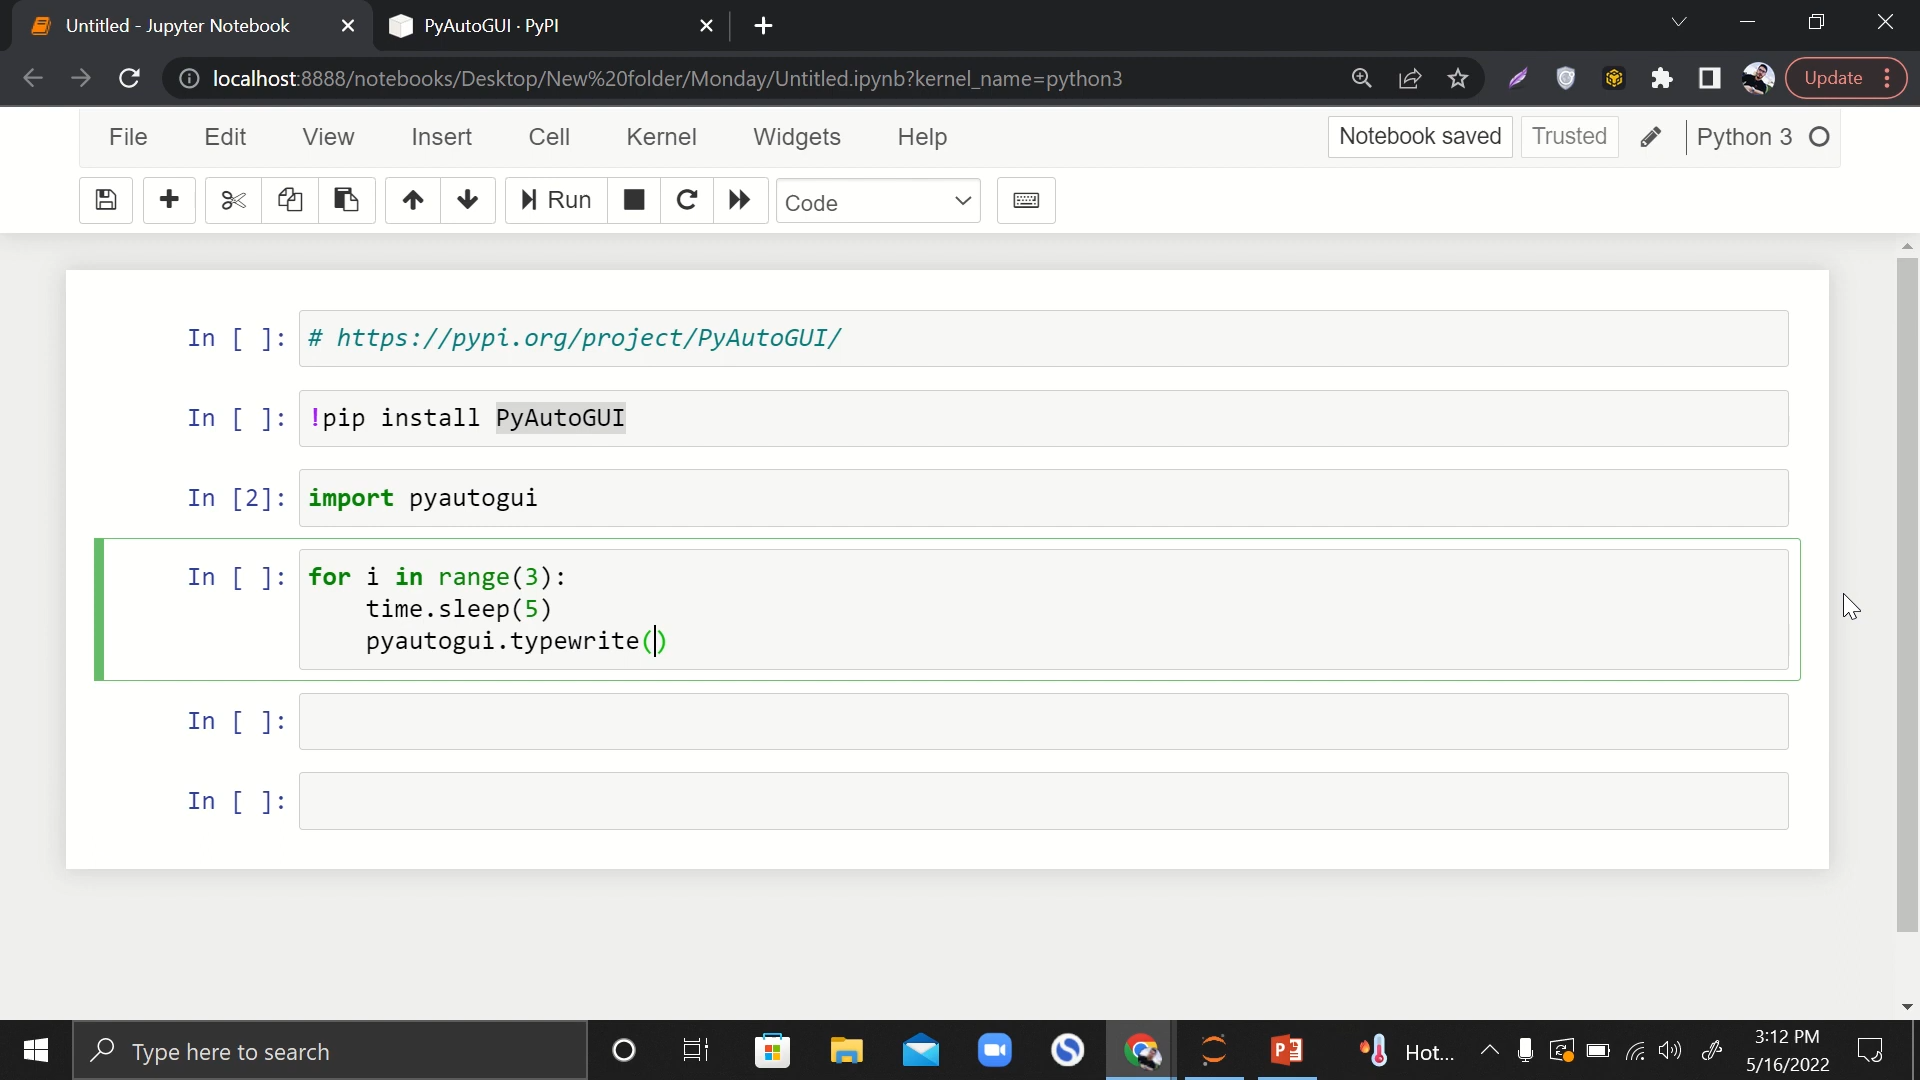 Untitled - Jupyter Notebook
PyAutoGUI · PyPI
localhost:8888/notebooks/Desktop/New%20folder/Monday/Untitled.ipynb?kernel_name=python3
Update
File Edit View Insert Cell Kernel Widgets Help
Notebook saved Trusted Python 3
Run Code
In [ ]: # https://pypi.org/project/PyAutoGUI/
In [ ]: !pip install PyAutoGUI
In [2]: import pyautogui
In [ ]: for i in range(3):
time.sleep(5)
pyautogui.typewrite()
In [ ]:
In [ ]:
Type here to search
Hot...
3:12 PM
5/16/2022